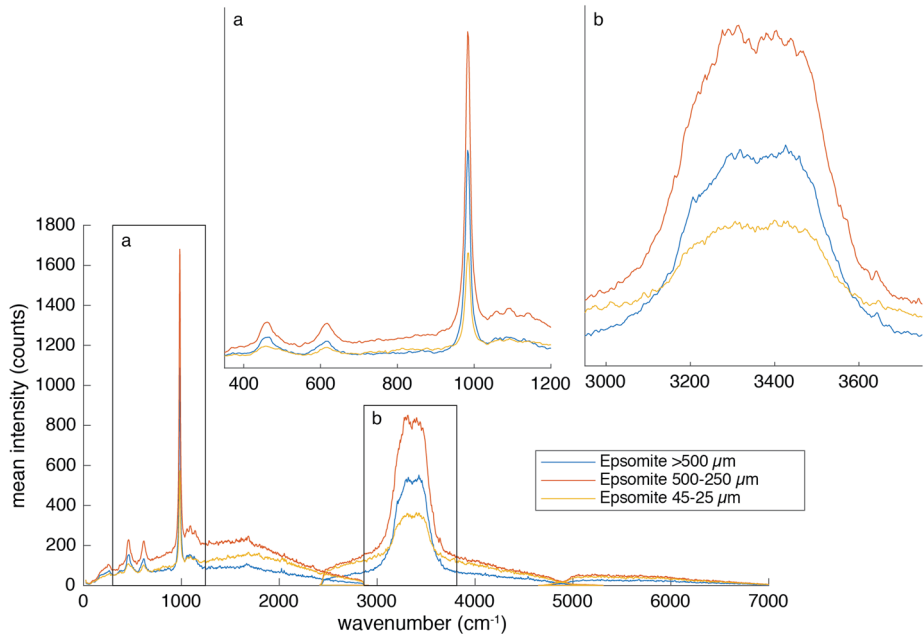 a
b
400 600 800 1000 1200
3000 3200 3400 3600
mean intensity (counts)
1800
1600
1400
1200
1000
800
600
400
200
0
a
b
Epsomite >500 µm
Epsomite 500-250 µm
Epsomite 45-25 µm
0 1000 2000 3000 4000 5000 6000 7000
wavenumber (cm⁻¹)